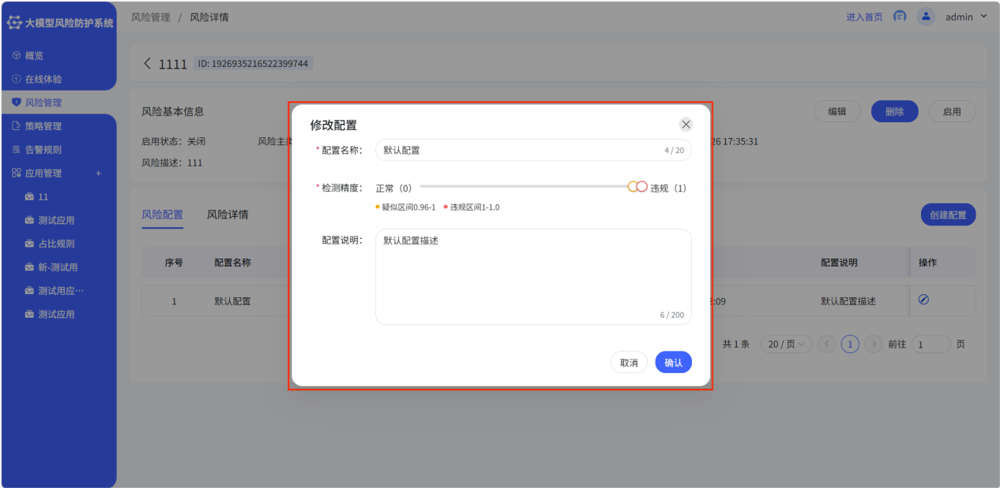 大模型风险防护系统
风险管理 / 风险详情
进入首页 admin
概览
在线体验
风险管理
策略管理
告警规则
应用管理 +
11
测试应用
占比规则
新-测试用
测试用应…
测试应用
1111 ID: 1926935216522399744
风险基本信息
编辑 删除 启用
启用状态：关闭 风险主 26 17:35:31
风险描述：111
风险配置 风险详情
创建配置
序号 配置名称 配置说明 操作
1 默认配置 :09 默认配置描述
共 1 条 20 / 页 1 前往 1 页
修改配置
* 配置名称： 默认配置 4 / 20
* 检测精度： 正常（0） 违规（1）
疑似区间0.96-1 违规区间1-1.0
配置说明： 默认配置描述
6 / 200
取消 确认